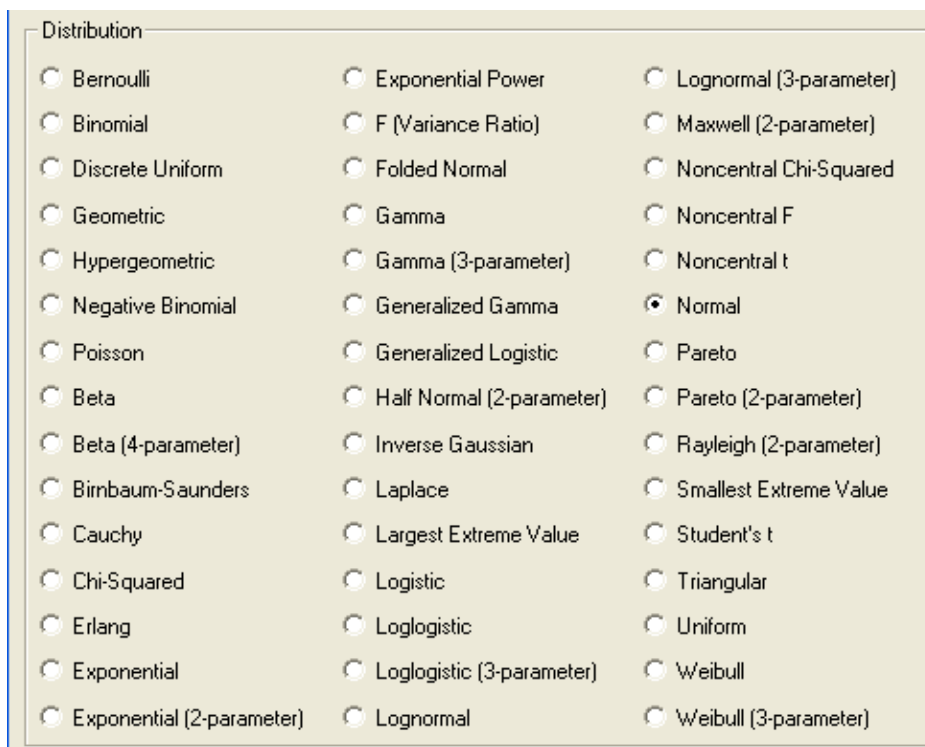 Distribution
Bernoulli
Binomial
Discrete Uniform
Geometric
Hypergeometric
Negative Binomial
Poisson
Beta
Beta (4-parameter)
Birnbaum-Saunders
Cauchy
Chi-Squared
Erlang
Exponential
Exponential (2-parameter)
Exponential Power
F (Variance Ratio)
Folded Normal
Gamma
Gamma (3-parameter)
Generalized Gamma
Generalized Logistic
Half Normal (2-parameter)
Inverse Gaussian
Laplace
Largest Extreme Value
Logistic
Loglogistic
Loglogistic (3-parameter)
Lognormal
Lognormal (3-parameter)
Maxwell (2-parameter)
Noncentral Chi-Squared
Noncentral F
Noncentral t
Normal
Pareto
Pareto (2-parameter)
Rayleigh (2-parameter)
Smallest Extreme Value
Student's t
Triangular
Uniform
Weibull
Weibull (3-parameter)